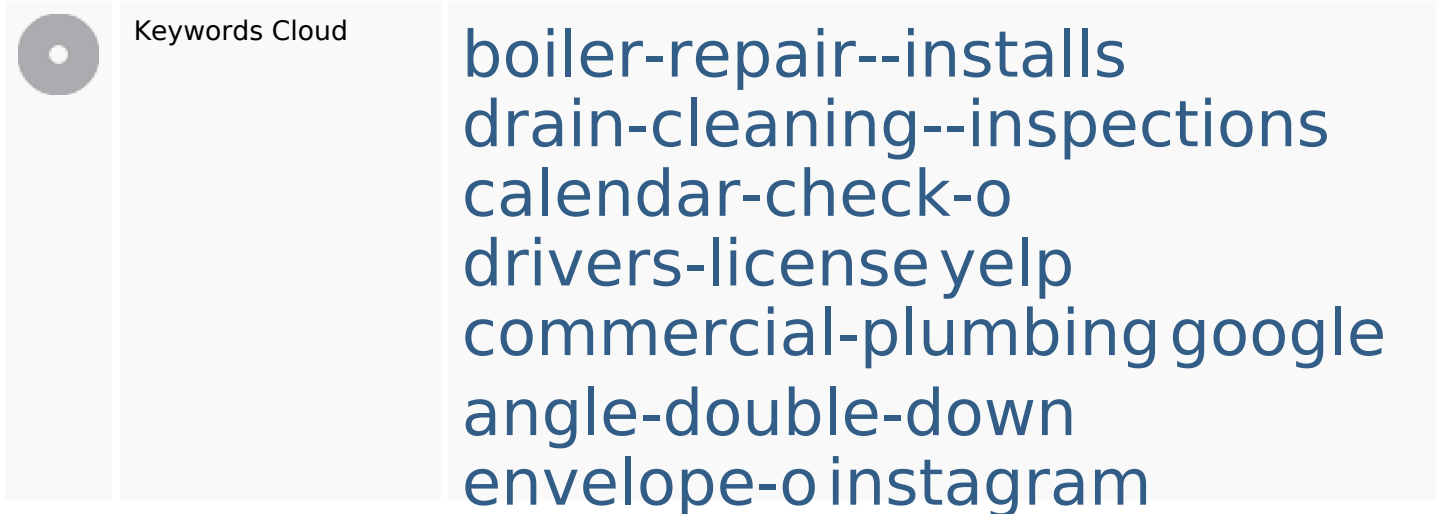 Keywords Cloud
boiler-repair--installs
drain-cleaning--inspections
calendar-check-o
drivers-license yelp
commercial-plumbing google
angle-double-down
envelope-o instagram